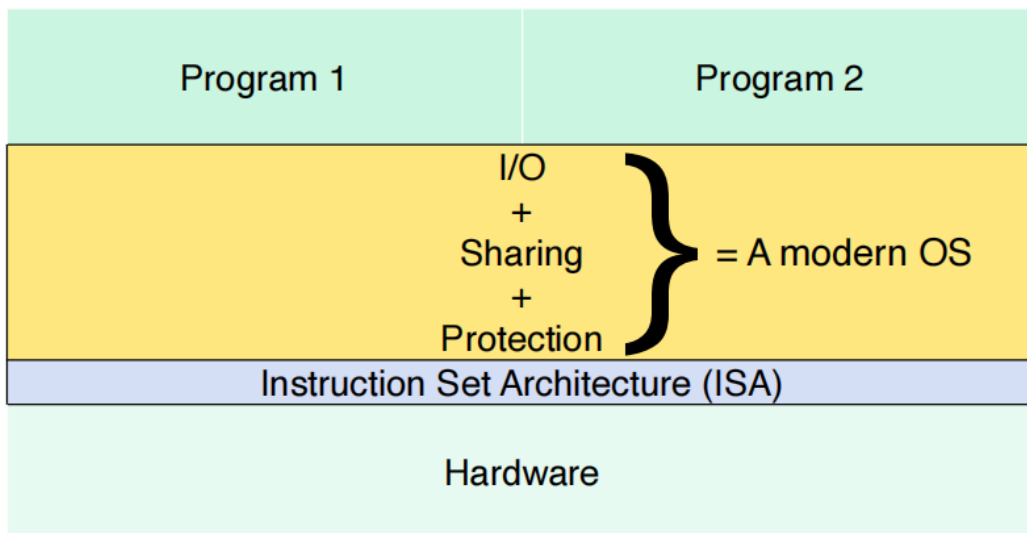 Program 1
Program 2
I/O
+
Sharing
+
Protection
= A modern OS
Instruction Set Architecture (ISA)
Hardware